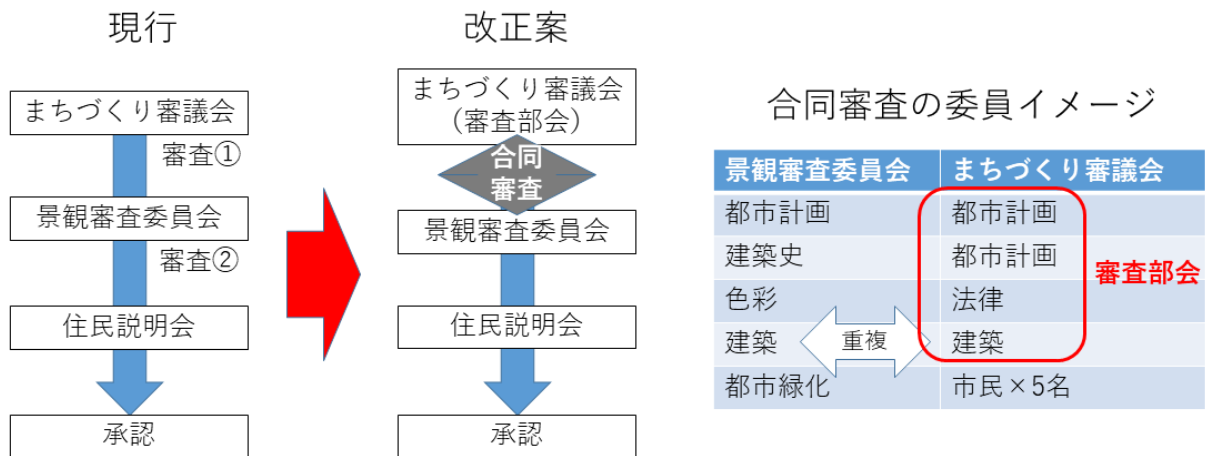 現行
まちづくり審議会
審査①
景観審査委員会
審査②
住民説明会
承認
改正案
まちづくり審議会
(審査部会)
合同
審査
景観審査委員会
住民説明会
承認
合同審査の委員イメージ
景観審査委員会 まちづくり審議会
都市計画 都市計画
建築史 都市計画
色彩 法律
建築 重複 建築
都市緑化 市民×5名
審査部会